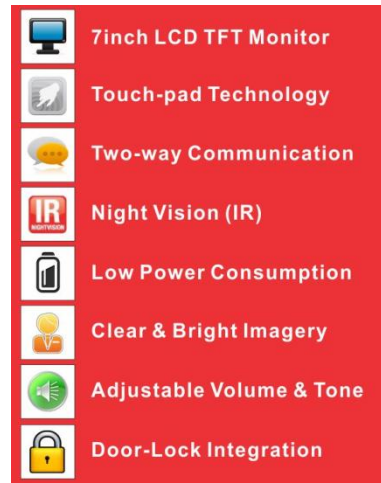 7inch LCD TFT Monitor
Touch-pad Technology
Two-way Communication
IR
NIGHTVISION
Night Vision (IR)
Low Power Consumption
Clear & Bright Imagery
Adjustable Volume & Tone
Door-Lock Integration